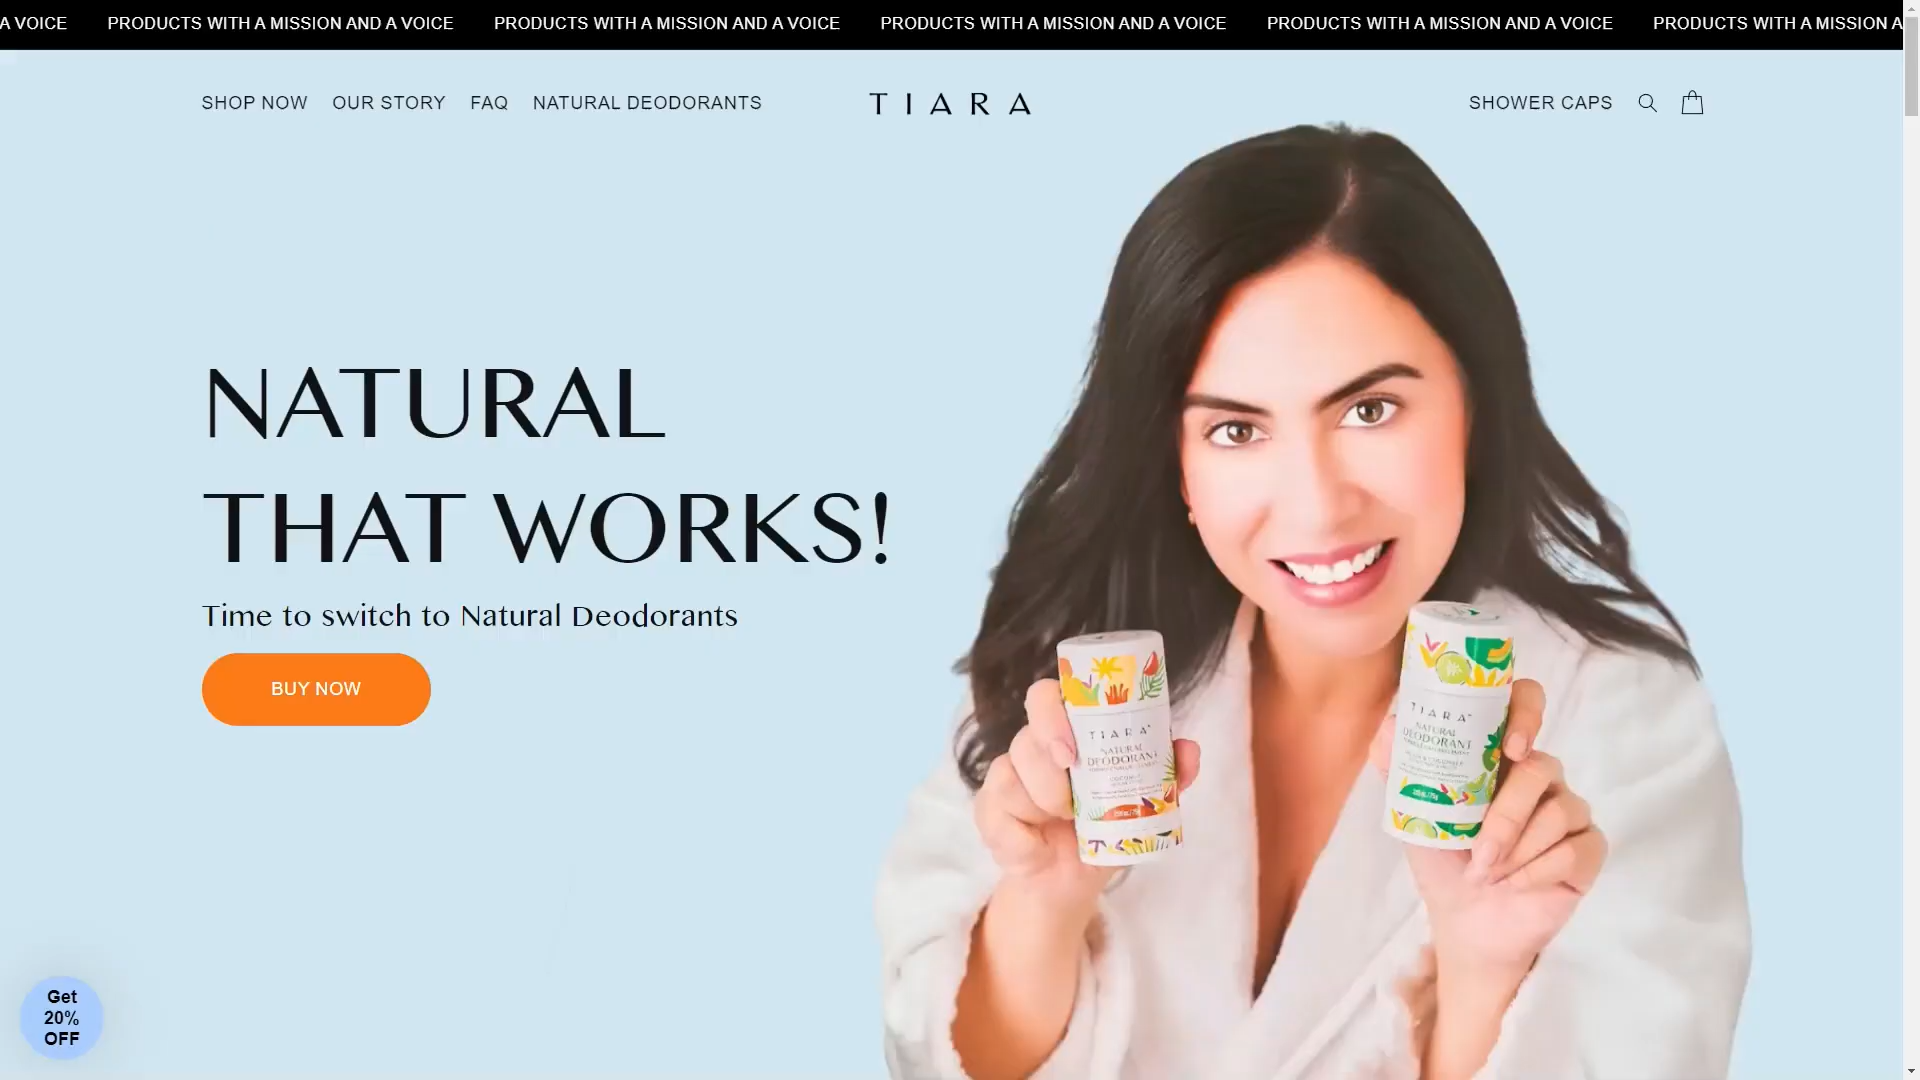 A VOICE PRODUCTS WITH A MISSION AND A VOICE PRODUCTS WITH A MISSION AND A VOICE PRODUCTS WITH A MISSION AND A VOICE PRODUCTS WITH A MISSION AND A VOICE PRODUCTS WITH A MISSION A
SHOP NOW OUR STORY FAQ NATURAL DEODORANTS TIARA SHOWER CAPS
NATURAL
THAT WORKS!
Time to switch to Natural Deodorants
BUY NOW
TIARA
NATURAL
DEODORANT
COCONUT
TIARA
NATURAL
DEODORANT
Get
20%
OFF